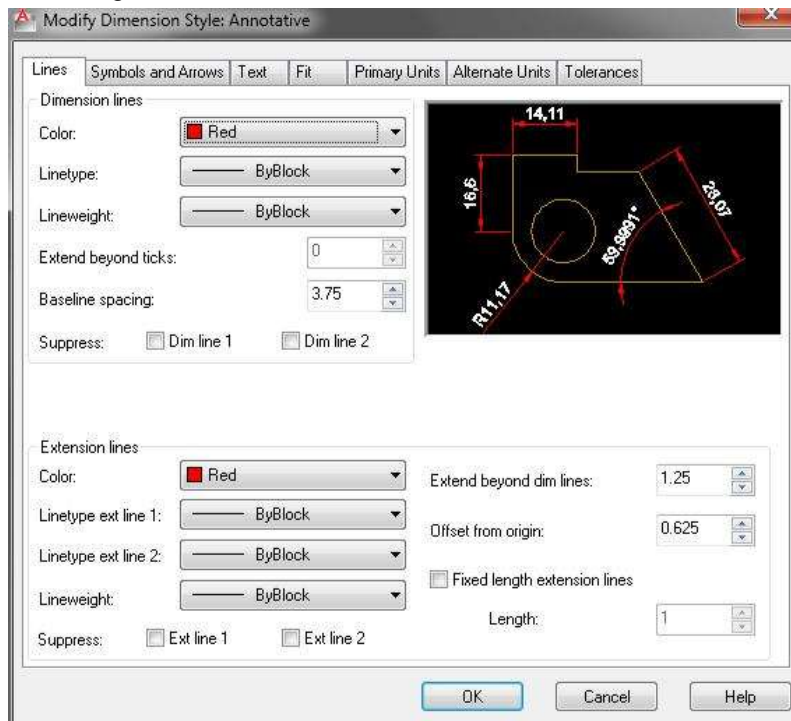 Modify Dimension Style: Annotative
Lines Symbols and Arrows Text Fit Primary Units Alternate Units Tolerances
Dimension lines
Color: Red
Linetype: ByBlock
Lineweight: ByBlock
Extend beyond ticks: 0
Baseline spacing: 3.75
Suppress: Dim line 1 Dim line 2
14,11
16,6
28,07
59,9991°
R11,17
Extension lines
Color: Red
Linetype ext line 1: ByBlock
Linetype ext line 2: ByBlock
Lineweight: ByBlock
Suppress: Ext line 1 Ext line 2
Extend beyond dim lines: 1.25
Offset from origin: 0.625
Fixed length extension lines
Length: 1
OK Cancel Help